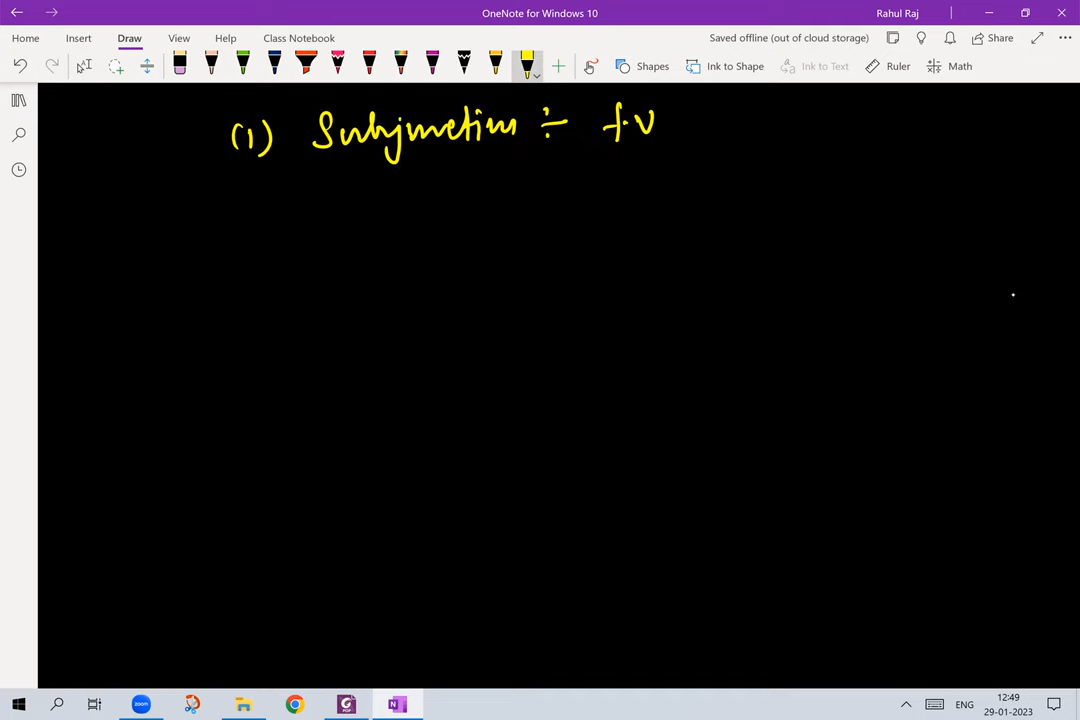 OneNote for Windows 10
Rahul Raj
Home Insert Draw View Help Class Notebook
Saved offline (out of cloud storage) Share
Shapes Ink to Shape Ink to Text Ruler Math
(1) Subjunction ÷ f.v
zoom
ENG
12:49
29-01-2023